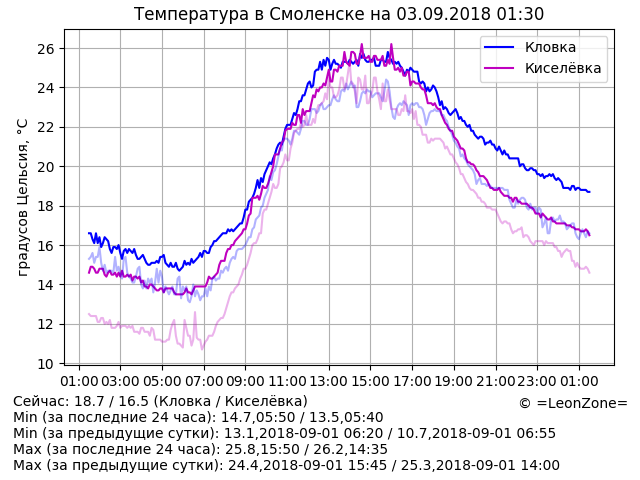 Температура в Смоленске на 03.09.2018 01:30
26
24
22
20
18
16
14
12
10
градусов Цельсия, °C
Кловка
Киселёвка
01:00 03:00 05:00 07:00 09:00 11:00 13:00 15:00 17:00 19:00 21:00 23:00 01:00
Сейчас: 18.7 / 16.5 (Кловка / Киселёвка)
© =LeonZone=
Min (за последние 24 часа): 14.7,05:50 / 13.5,05:40
Min (за предыдущие сутки): 13.1,2018-09-01 06:20 / 10.7,2018-09-01 06:55
Max (за последние 24 часа): 25.8,15:50 / 26.2,14:35
Max (за предыдущие сутки): 24.4,2018-09-01 15:45 / 25.3,2018-09-01 14:00